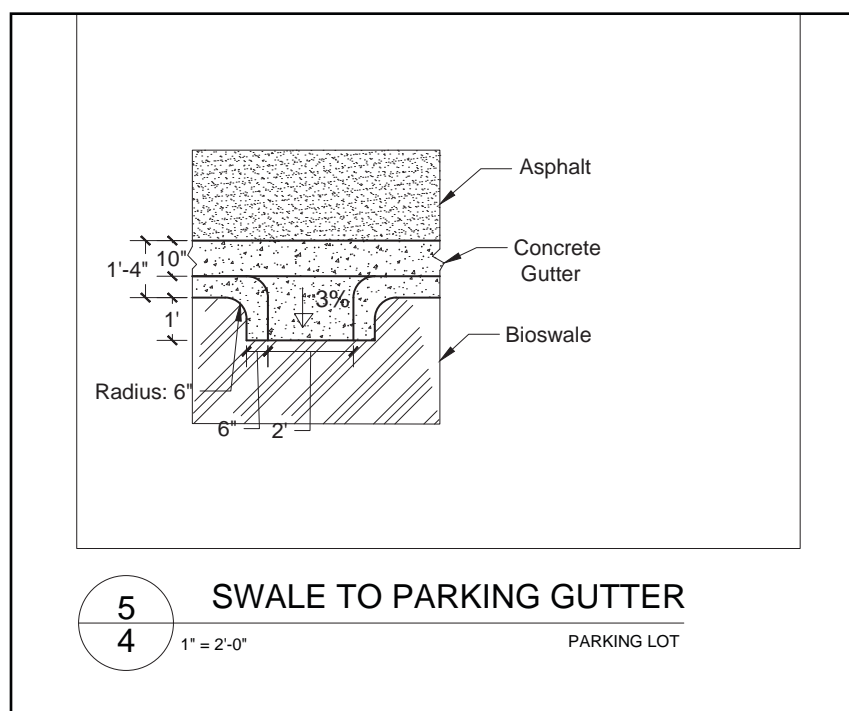 Asphalt
Concrete
Gutter
10"
1'-4"
3%
1'
Bioswale
Radius: 6"
6"
2'
5
4
SWALE TO PARKING GUTTER
1" = 2'-0"
PARKING LOT